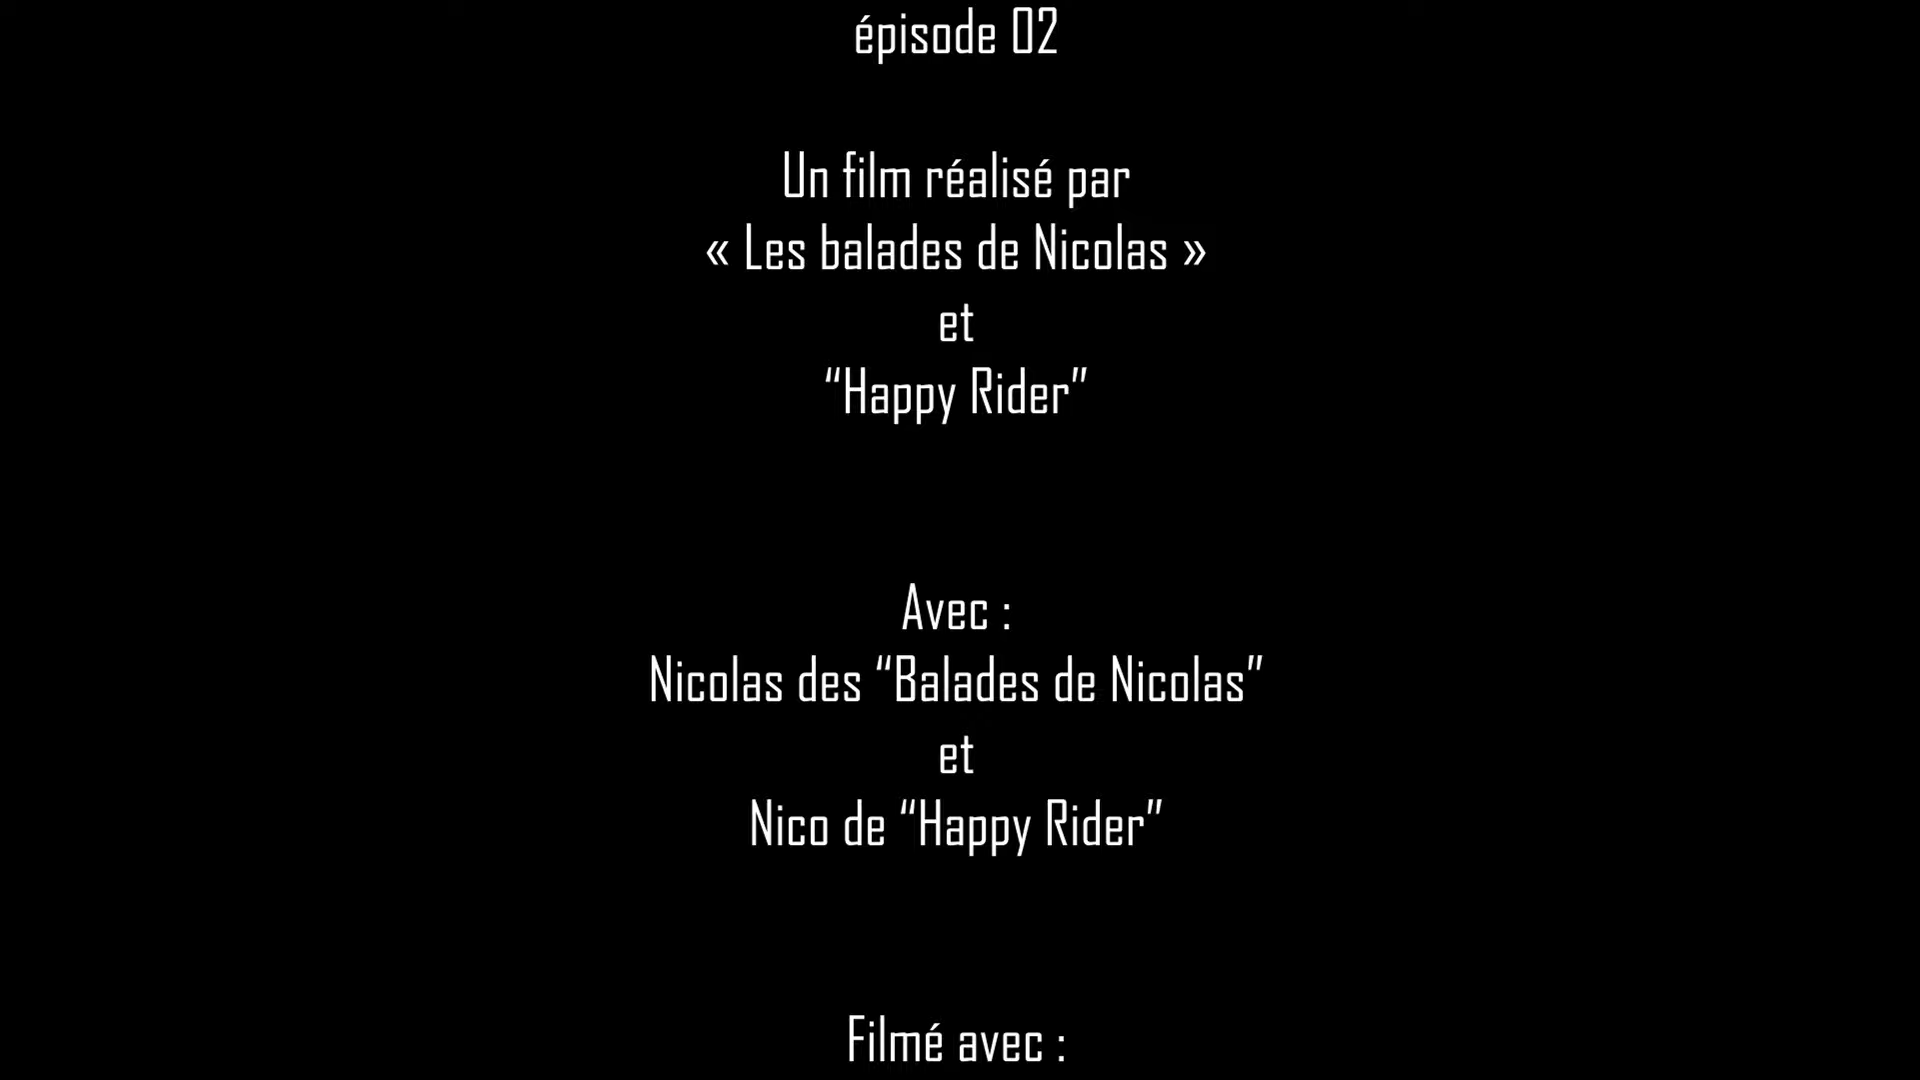 épisode 02
Un film réalisé par
« Les balades de Nicolas »
et
“Happy Rider”
Avec :
Nicolas des “Balades de Nicolas”
et
Nico de “Happy Rider”
Filmé avec :